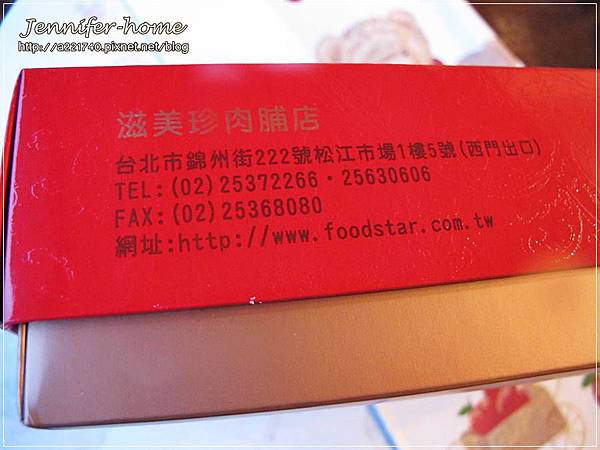 Jennifer-home
http://a221740.pixnet.net/blog
滋美珍肉脯店
台北市錦州街222號松江市場1樓5號(西門出口)
TEL:(02)25372266·25630606
FAX:(02)25368080
網址:http://www.foodstar.com.tw